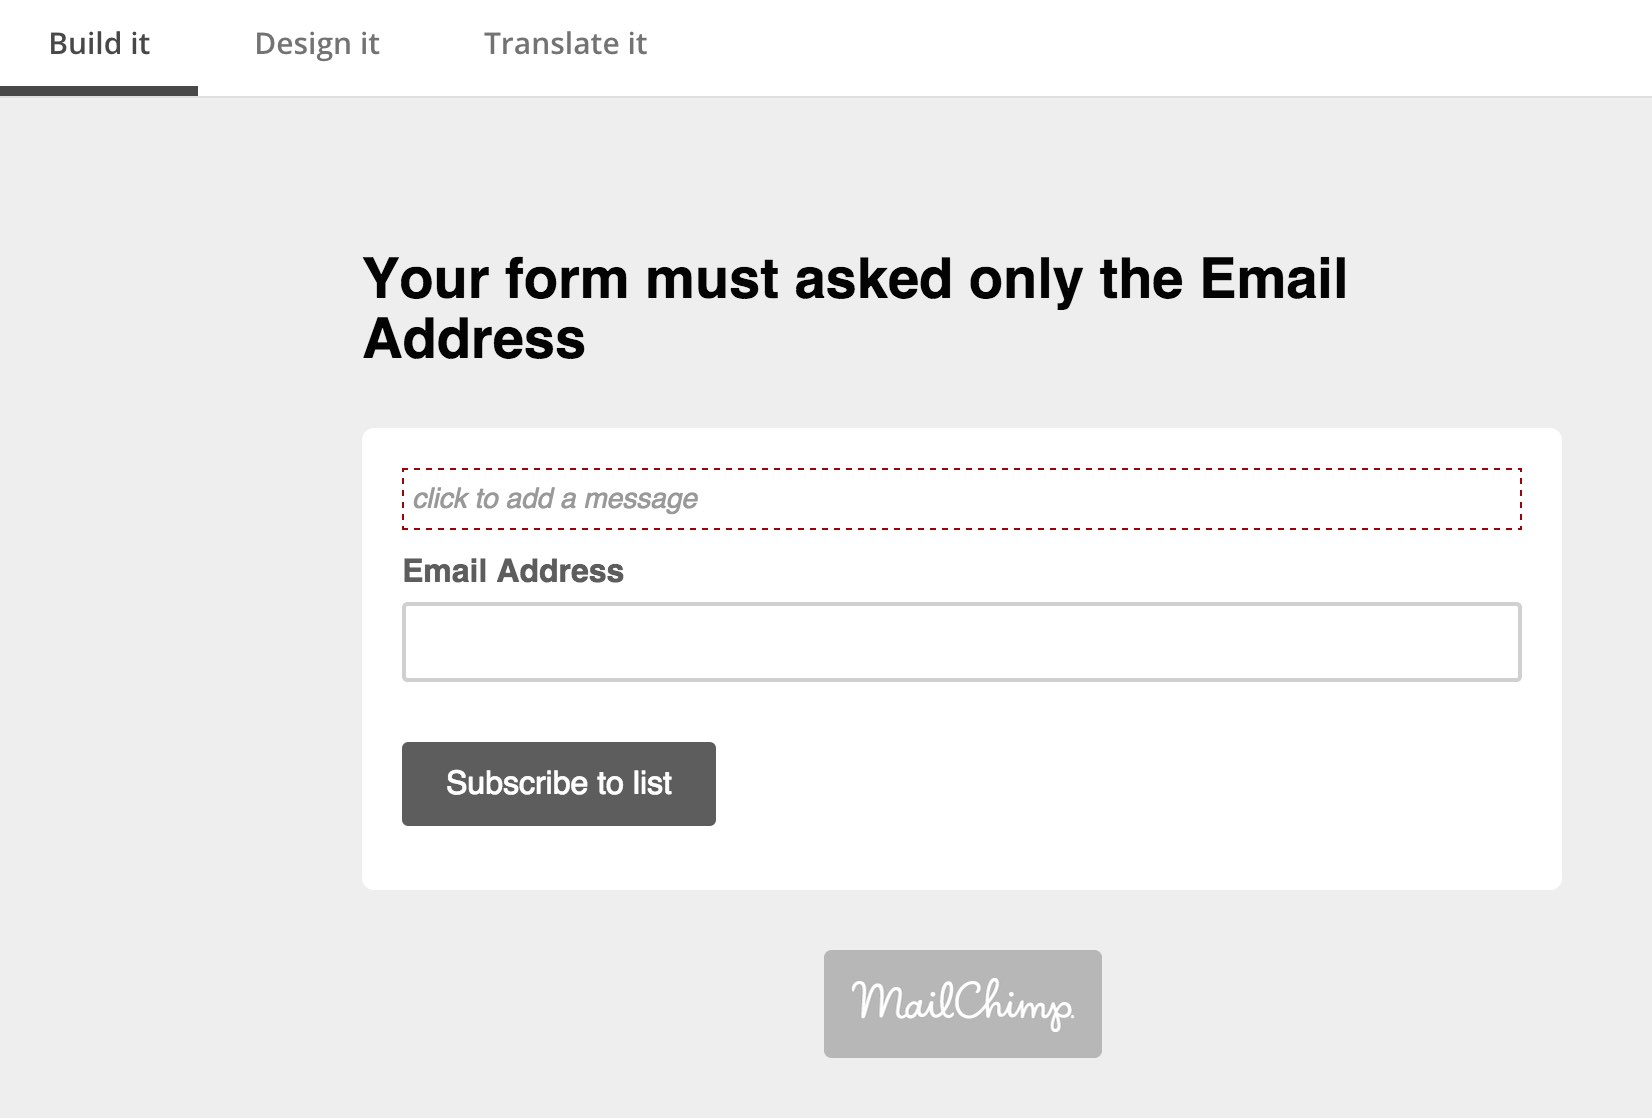 Build it Design it Translate it
Your form must asked only the Email
Address
click to add a message
Email Address
Subscribe to list
MailChimp.